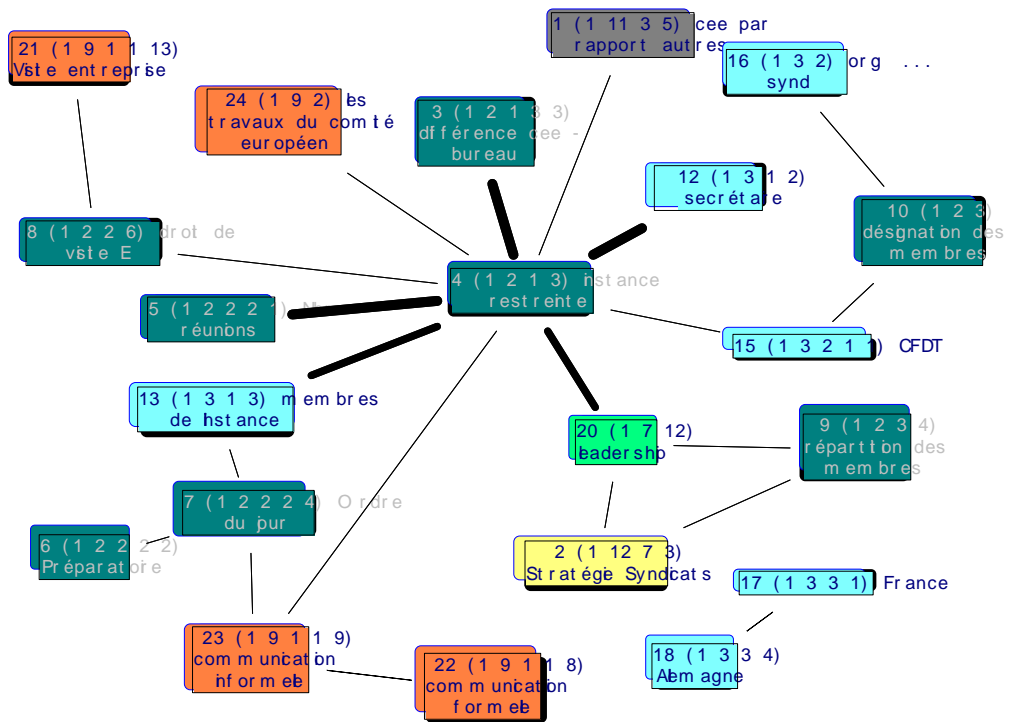 1 (1 11 3 5) cee par
rapport autres
21 (1 9 1 1 13)
Visite entreprise
16 (1 3 2) org ...
synd
24 (1 9 2) les
travaux du comité
européen
3 (1 2 1 3 3)
différence cee -
bureau
12 (1 3 1 2)
secrétaire
10 (1 2 3)
désignation des
membres
8 (1 2 2 6) droit de
visite E
4 (1 2 1 3) instance
restreinte
5 (1 2 2 2 1)
réunions
15 (1 3 2 1 1) CFDT
13 (1 3 1 3) membres
de instance
20 (1 7 12)
leadership
9 (1 2 3 4)
répartition des
membres
7 (1 2 2 2 4) Ordre
du jour
6 (1 2 2 2 2)
Préparatoire
2 (1 12 7 3)
Stratégie Syndicats
17 (1 3 3 1) France
23 (1 9 1 1 9)
communication
informelle
22 (1 9 1 1 8)
communication
formelle
18 (1 3 3 4)
Allemagne